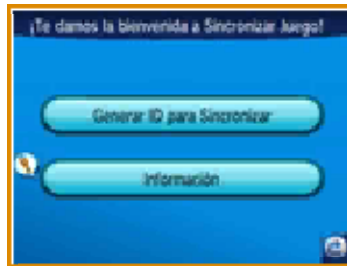 ¡Te damos la bienvenida a Sincronizar Juego!
Generar ID para Sincronizar
Información